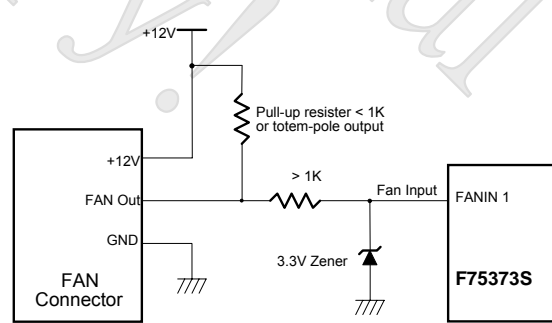 +12V
Pull-up resister < 1K
or totem-pole output
+12V
> 1K
Fan Input
FANIN 1
FAN Out
GND
3.3V Zener
F75373S
FAN
Connector